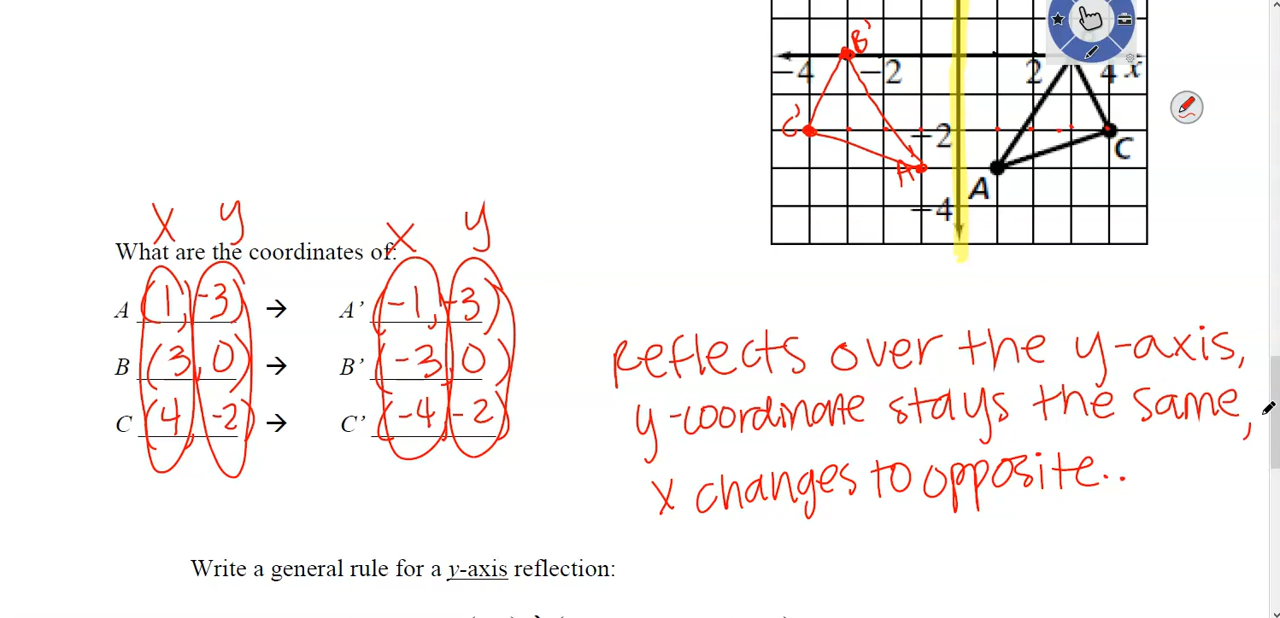 B'
-4 -2 2 4 x
C' -2 C
A' A
-4
x y x y
What are the coordinates of:
A (1, -3) → A' (-1, -3)
B (3, 0) → B' (-3, 0)
C (4, -2) → C' (-4, -2)
Reflects over the y-axis,
y-coordinate stays the same,
x changes to opposite..
Write a general rule for a y-axis reflection: